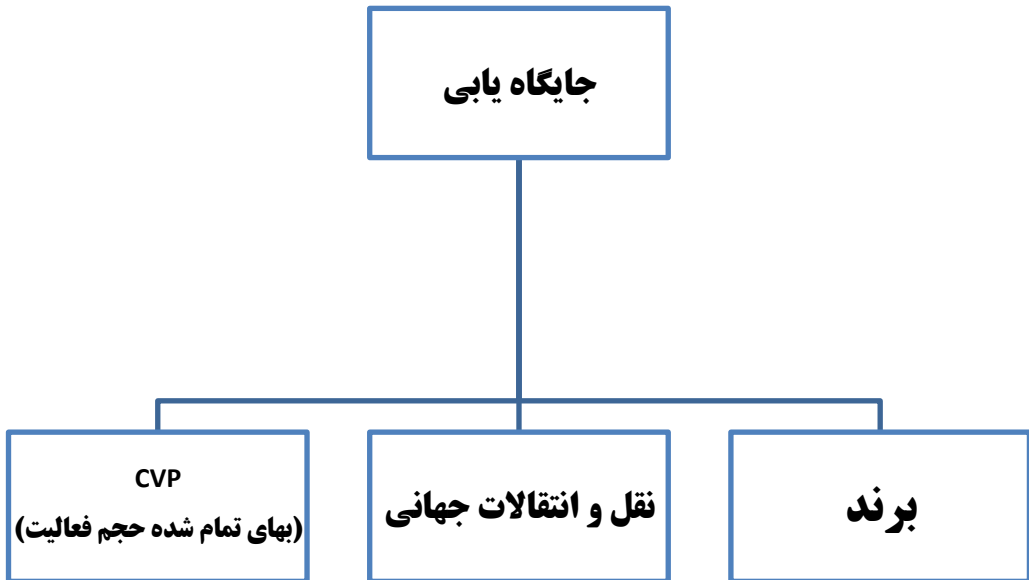 جایگاه یابی
برند
نقل و انتقالات جهانی
CVP
(بهای تمام شده حجم فعالیت)